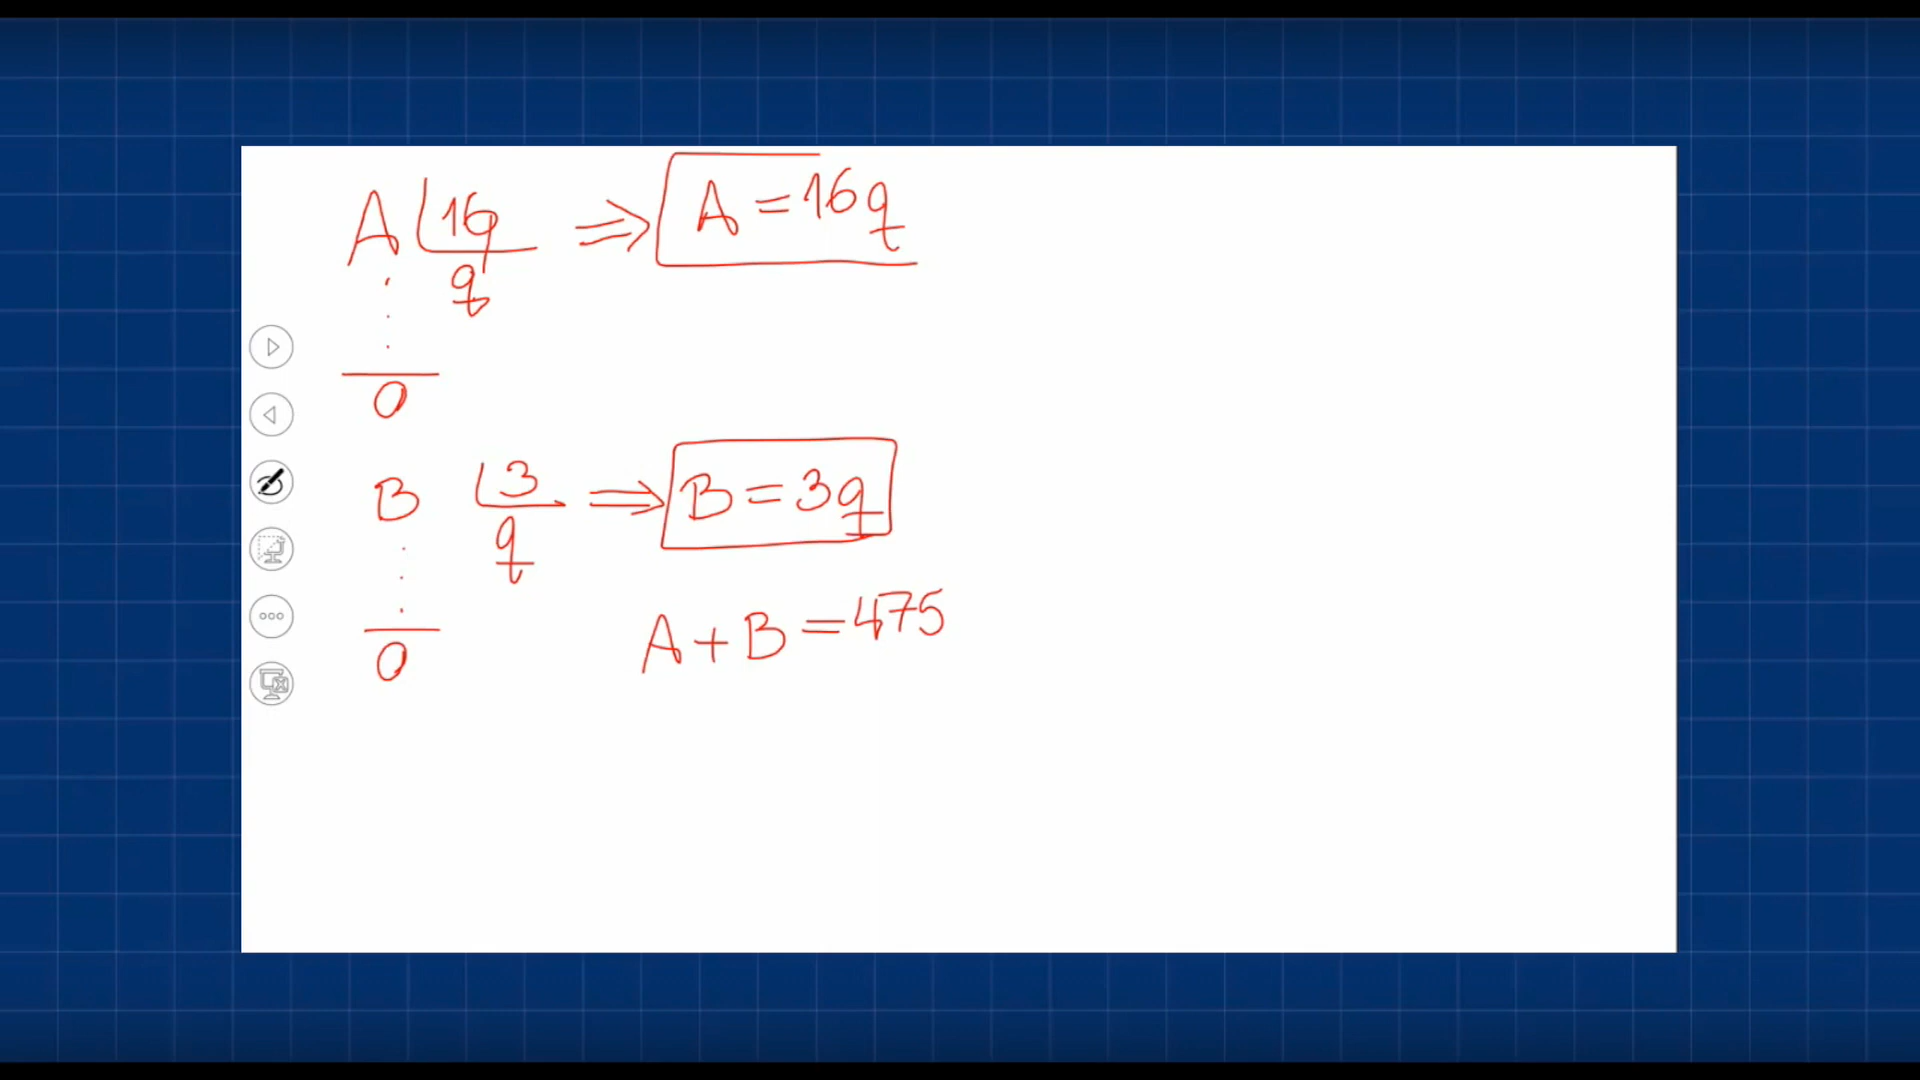 A 16 ⇒ A = 16q
q
0
B 3 ⇒ B = 3q
q
0
A + B = 475